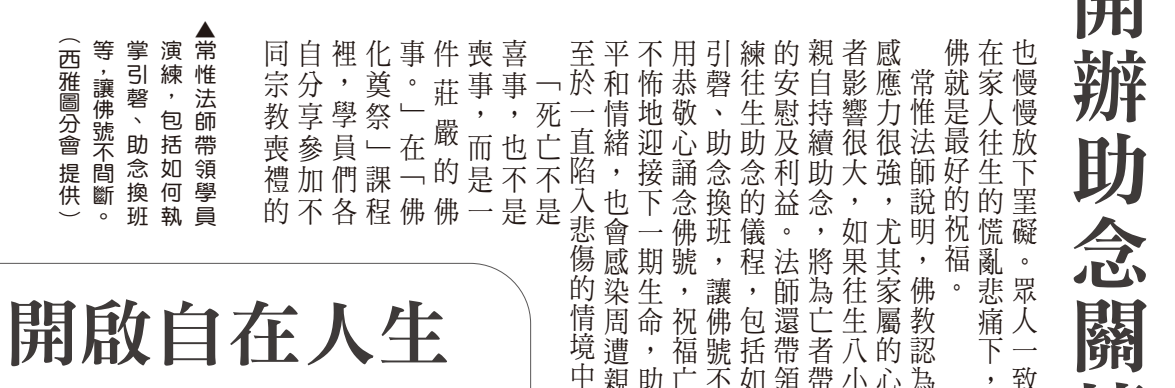 開辦助念關
也慢慢放下罣礙。眾人一致
在家人往生的慌亂悲痛下,
佛就是最好的祝福。
常惟法師說明,佛教認為
感應力很強,尤其家屬的心
者影響很大,如果往生八小
親自持續助念,將為亡者帶
的安慰及利益。法師還帶領
練往生助念的儀程,包括如
引磬、助念換班,讓佛號不
用恭敬心誦念佛號,祝福亡
不怖地迎接下一期生命,助
平和情緒,也會感染周遭親
至於一直陷入悲傷的情境中
「死亡不是
喜事,也不是
喪事,而是一
件莊嚴的佛
事。」在「佛
化奠祭」課程
裡,學員們各
自分享參加不
同宗教喪禮的
▲常惟法師帶領學員
演練,包括如何執
掌引磬、助念換班
等,讓佛號不間斷。
(西雅圖分會 提供)
開啟自在人生